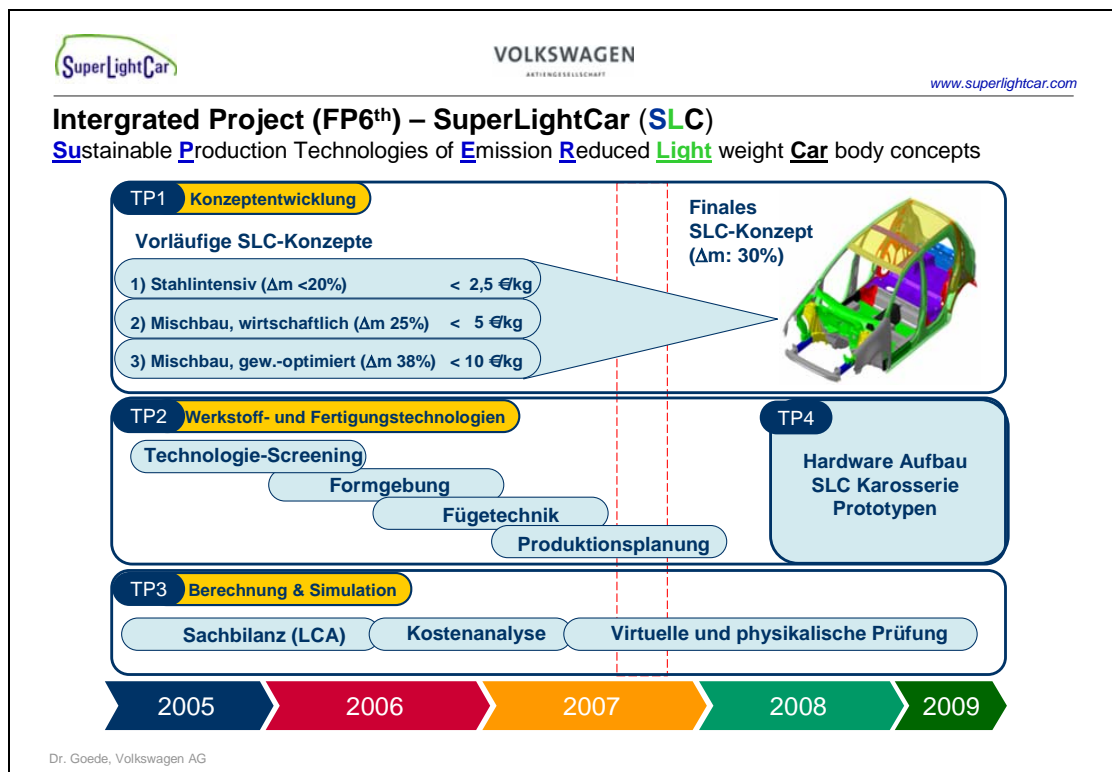 SuperLightCar
VOLKSWAGEN
AKTIENGESELLSCHAFT
www.superlightcar.com
Intergrated Project (FP6th) – SuperLightCar (SLC)
Sustainable Production Technologies of Emission Reduced Light weight Car body concepts
TP1 Konzeptentwicklung
Vorläufige SLC-Konzepte
1) Stahlintensiv (Δm <20%) < 2,5 €/kg
2) Mischbau, wirtschaftlich (Δm 25%) < 5 €/kg
3) Mischbau, gew.-optimiert (Δm 38%) < 10 €/kg
Finales
SLC-Konzept
(Δm: 30%)
TP2 Werkstoff- und Fertigungstechnologien
Technologie-Screening
Formgebung
Fügetechnik
Produktionsplanung
TP4
Hardware Aufbau
SLC Karosserie
Prototypen
TP3 Berechnung & Simulation
Sachbilanz (LCA) Kostenanalyse Virtuelle und physikalische Prüfung
2005 2006 2007 2008 2009
Dr. Goede, Volkswagen AG